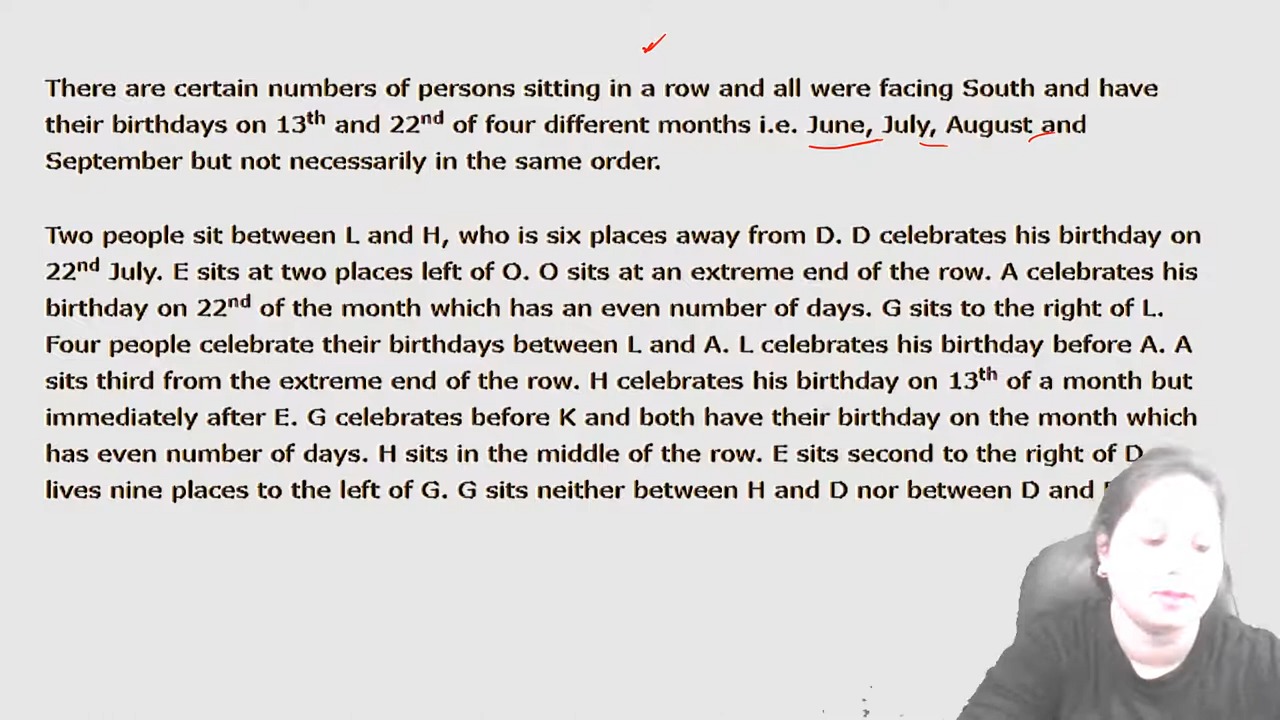 There are certain numbers of persons sitting in a row and all were facing South and have
their birthdays on 13th and 22nd of four different months i.e. June, July, August and
September but not necessarily in the same order.
Two people sit between L and H, who is six places away from D. D celebrates his birthday on
22nd July. E sits at two places left of O. O sits at an extreme end of the row. A celebrates his
birthday on 22nd of the month which has an even number of days. G sits to the right of L.
Four people celebrate their birthdays between L and A. L celebrates his birthday before A. A
sits third from the extreme end of the row. H celebrates his birthday on 13th of a month but
immediately after E. G celebrates before K and both have their birthday on the month which
has even number of days. H sits in the middle of the row. E sits second to the right of D
lives nine places to the left of G. G sits neither between H and D nor between D and